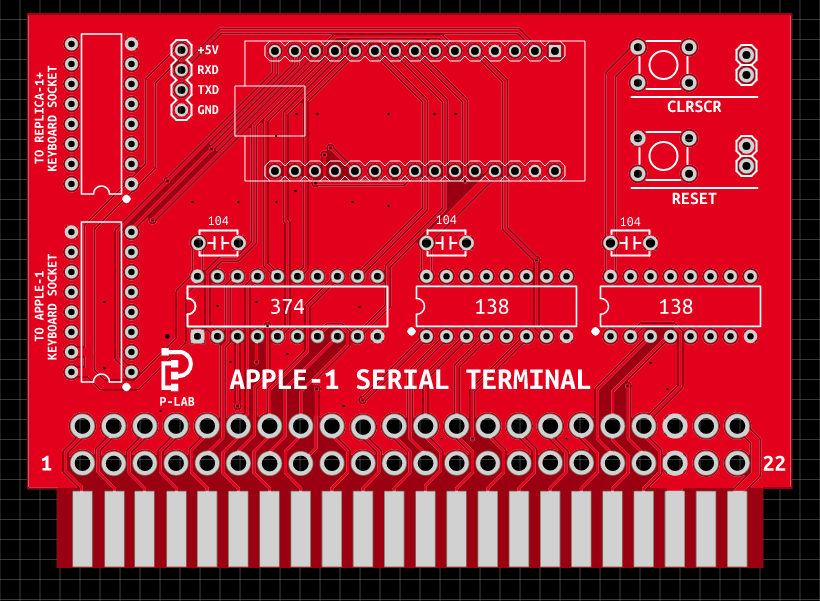 +5V
RXD
TXD
GND
TO REPLICA-1+
KEYBOARD SOCKET
CLRSCR
RESET
104
104
104
TO APPLE-1
KEYBOARD SOCKET
374
138
138
P-LAB
APPLE-1 SERIAL TERMINAL
1
22